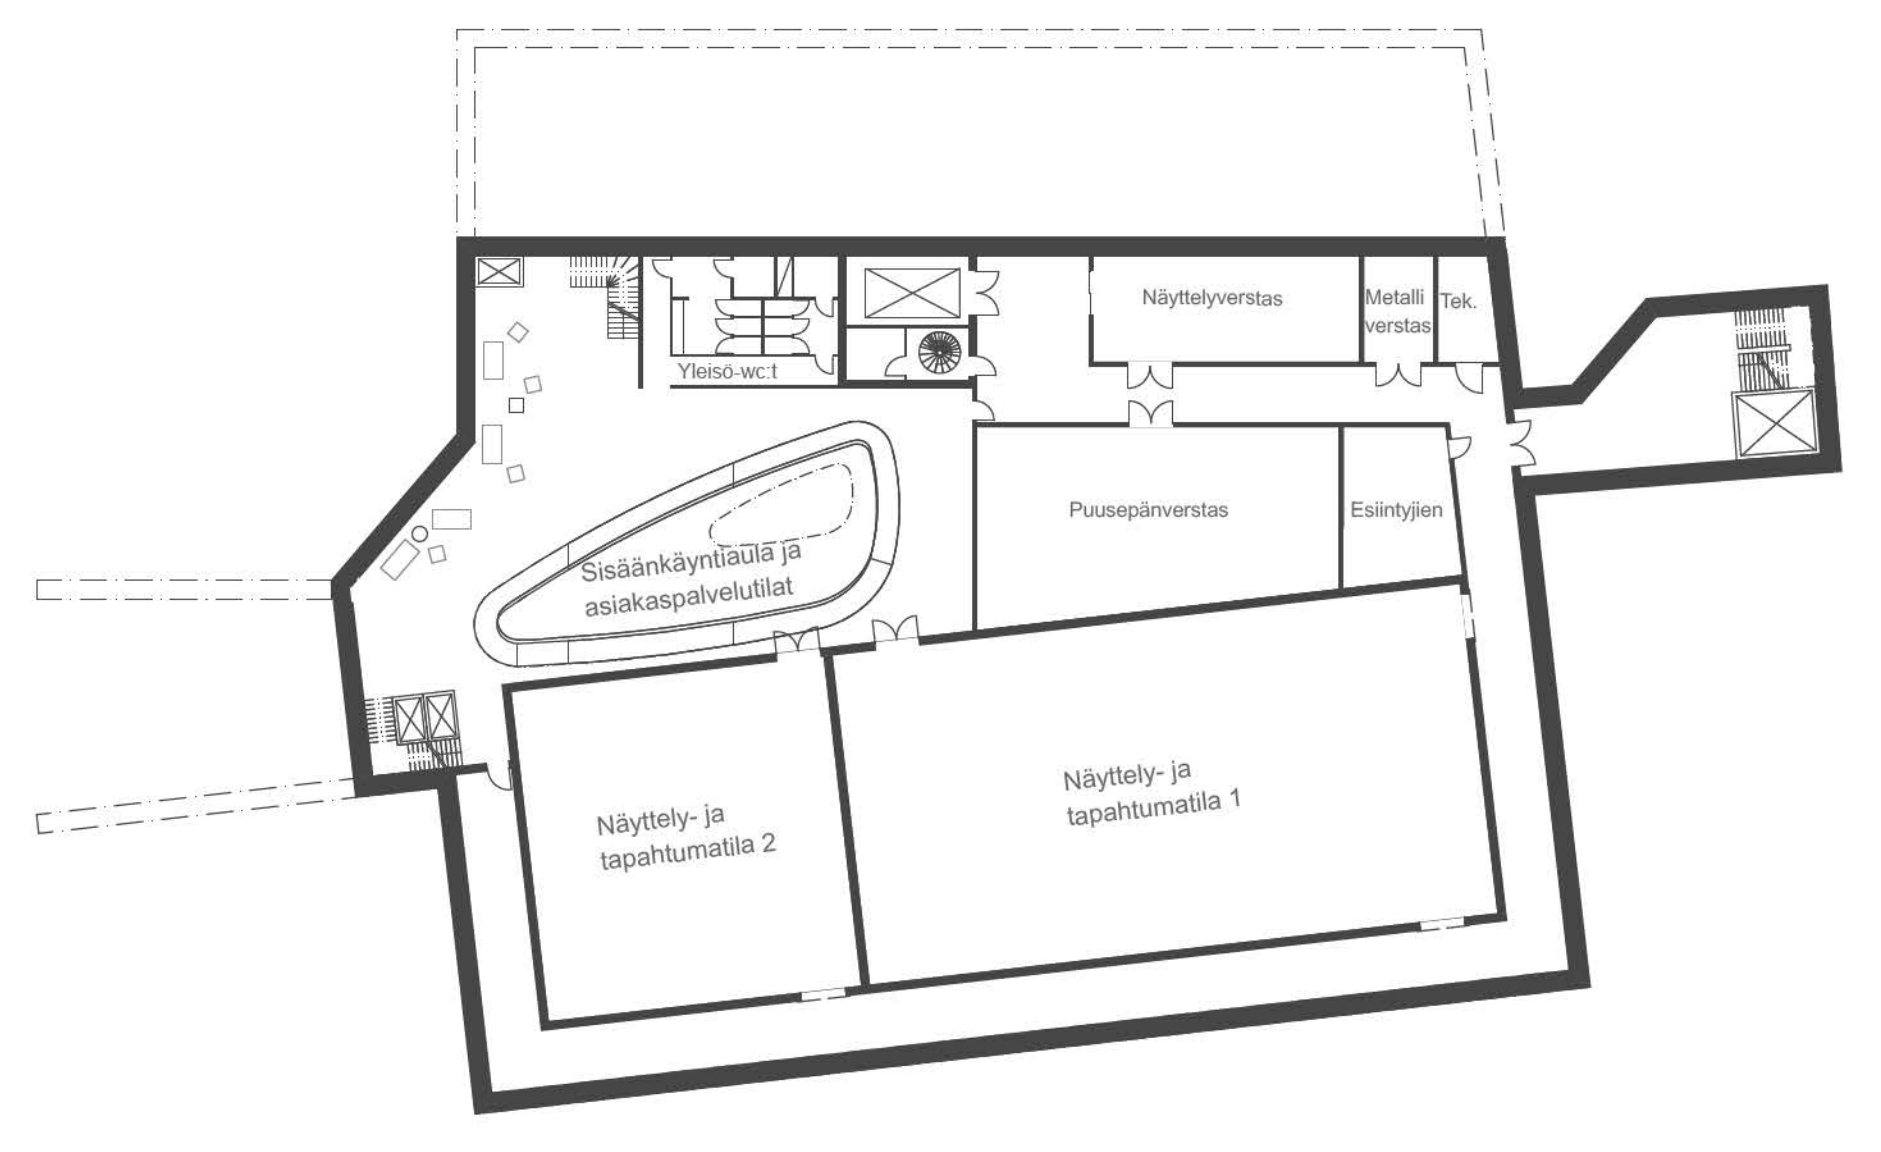 Näyttelyverstas
Metalli
verstas
Tek.
Yleisö-wc:t
Puusepänverstas
Esiintyjien
Sisäänkäyntiaula ja
asiakaspalvelutilat
Näyttely- ja
tapahtumatila 1
Näyttely- ja
tapahtumatila 2